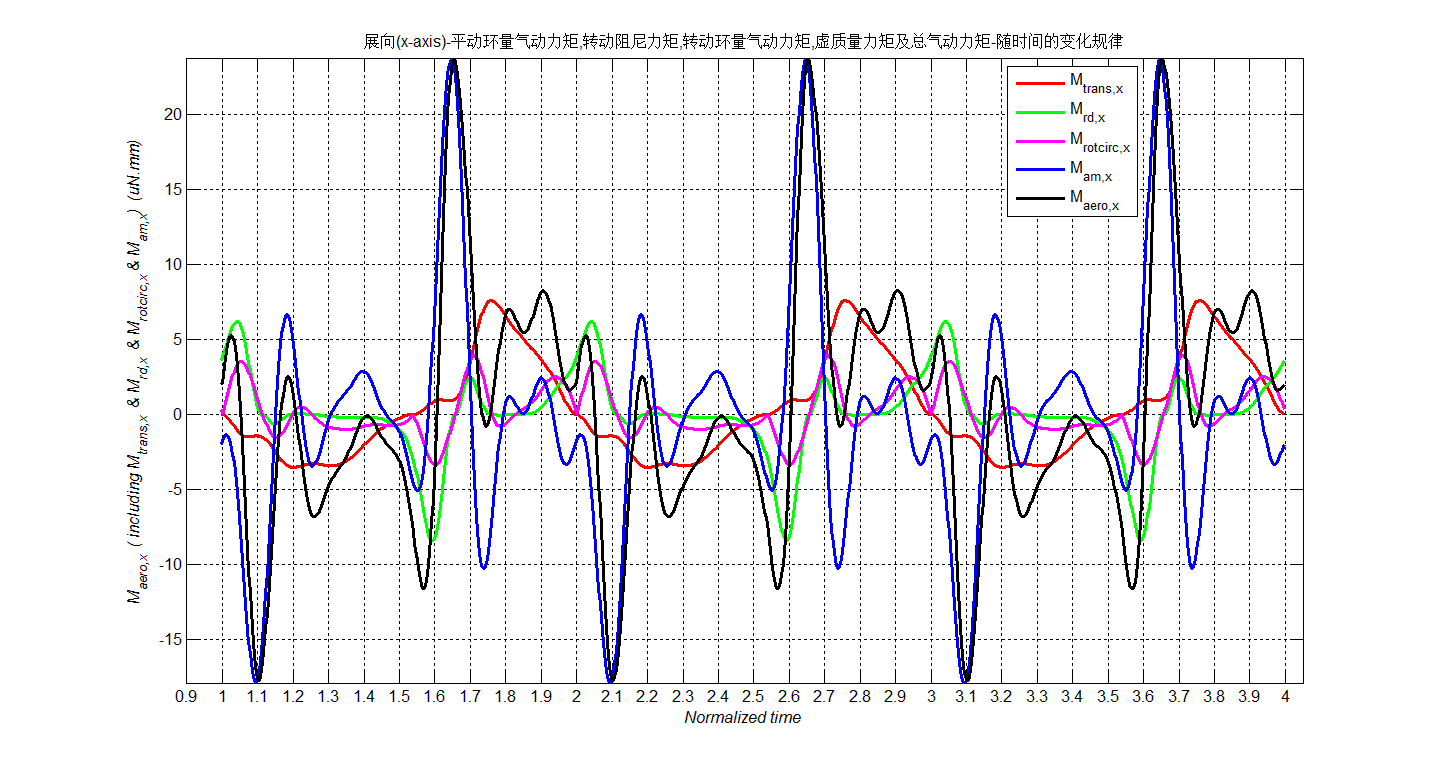 展向(x-axis)-平动环量气动力矩,转动阻尼力矩,转动环量气动力矩,虚质量力矩及总气动力矩-随时间的变化规律
M_aero,x ( including M_trans,x & M_rd,x & M_rotcirc,x & M_am,x) (uN.mm)
20
15
10
5
0
-5
-10
-15
M_trans,x
M_rd,x
M_rotcirc,x
M_am,x
M_aero,x
0.9 1 1.1 1.2 1.3 1.4 1.5 1.6 1.7 1.8 1.9 2 2.1 2.2 2.3 2.4 2.5 2.6 2.7 2.8 2.9 3 3.1 3.2 3.3 3.4 3.5 3.6 3.7 3.8 3.9 4
Normalized time